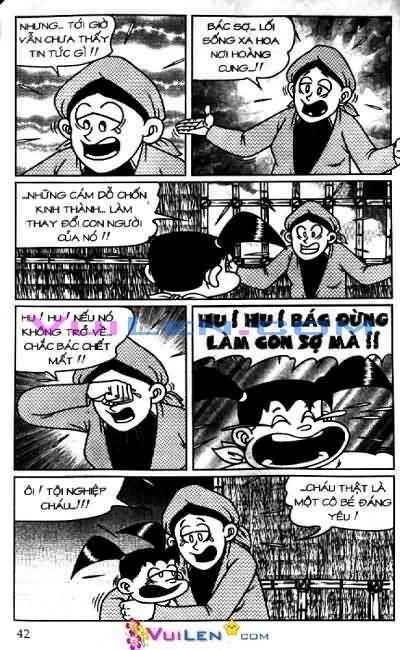 NHƯNG... TỚI GIỜ
VẪN CHƯA THẤY
TIN TỨC GÌ !!
BÁC SỢ... LỐI
SỐNG XA HOA
NƠI HOÀNG
CUNG...!!
...NHỮNG CÁM DỖ CHỐN
KINH THÀNH... LÀM
THAY ĐỔI CON NGƯỜI
CỦA NÓ !!
HU ! HU ! NẾU NÓ
KHÔNG TRỞ VỀ...
CHẮC BÁC CHẾT
MẤT !!
HU ! HU ! BÁC ĐỪNG
LÀM CON SỢ MÀ !!
VUILEN.COM
ÔI ! TỘI NGHIỆP
CHÁU...!!!
...CHÁU THẬT LÀ
MỘT CÔ BÉ ĐÁNG
YÊU !
42
VUILEN.COM